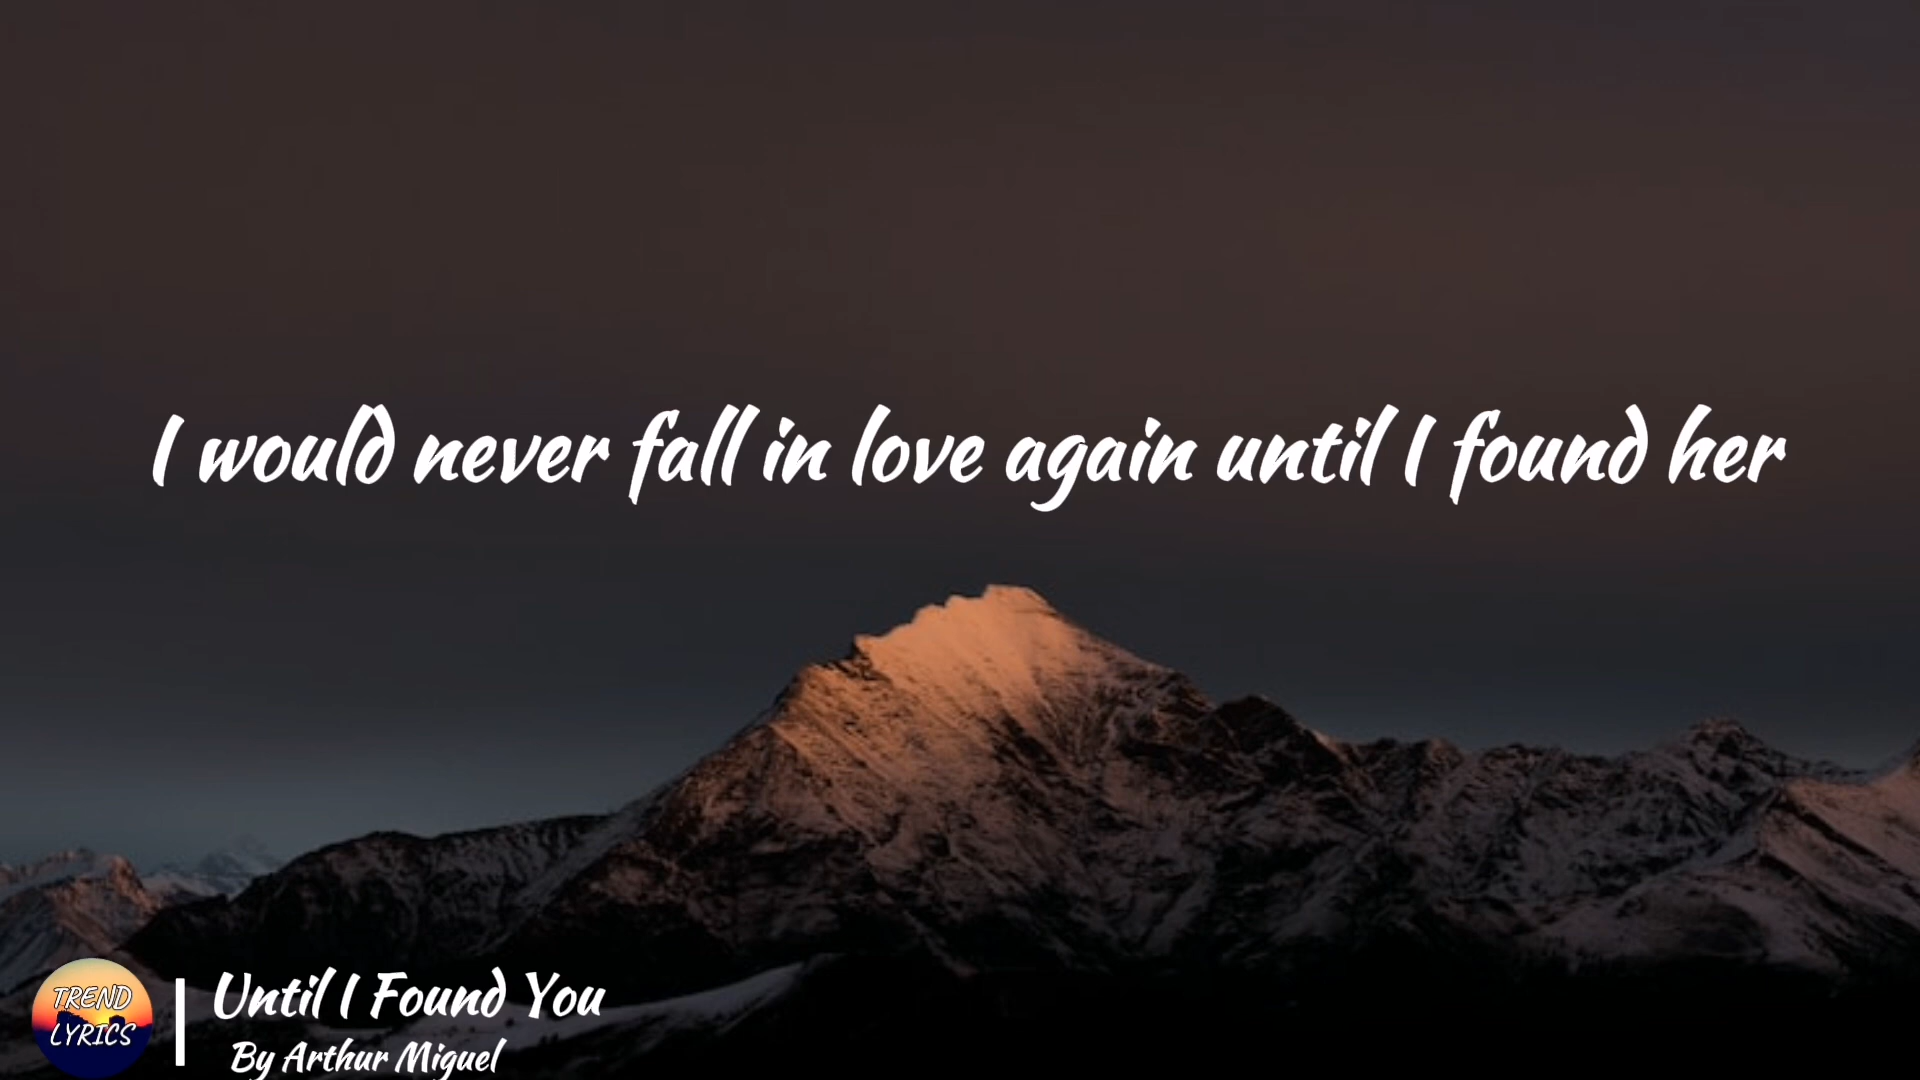 I would never fall in love again until I found her
TREND
LYRICS
Until I Found You
By Arthur Miguel